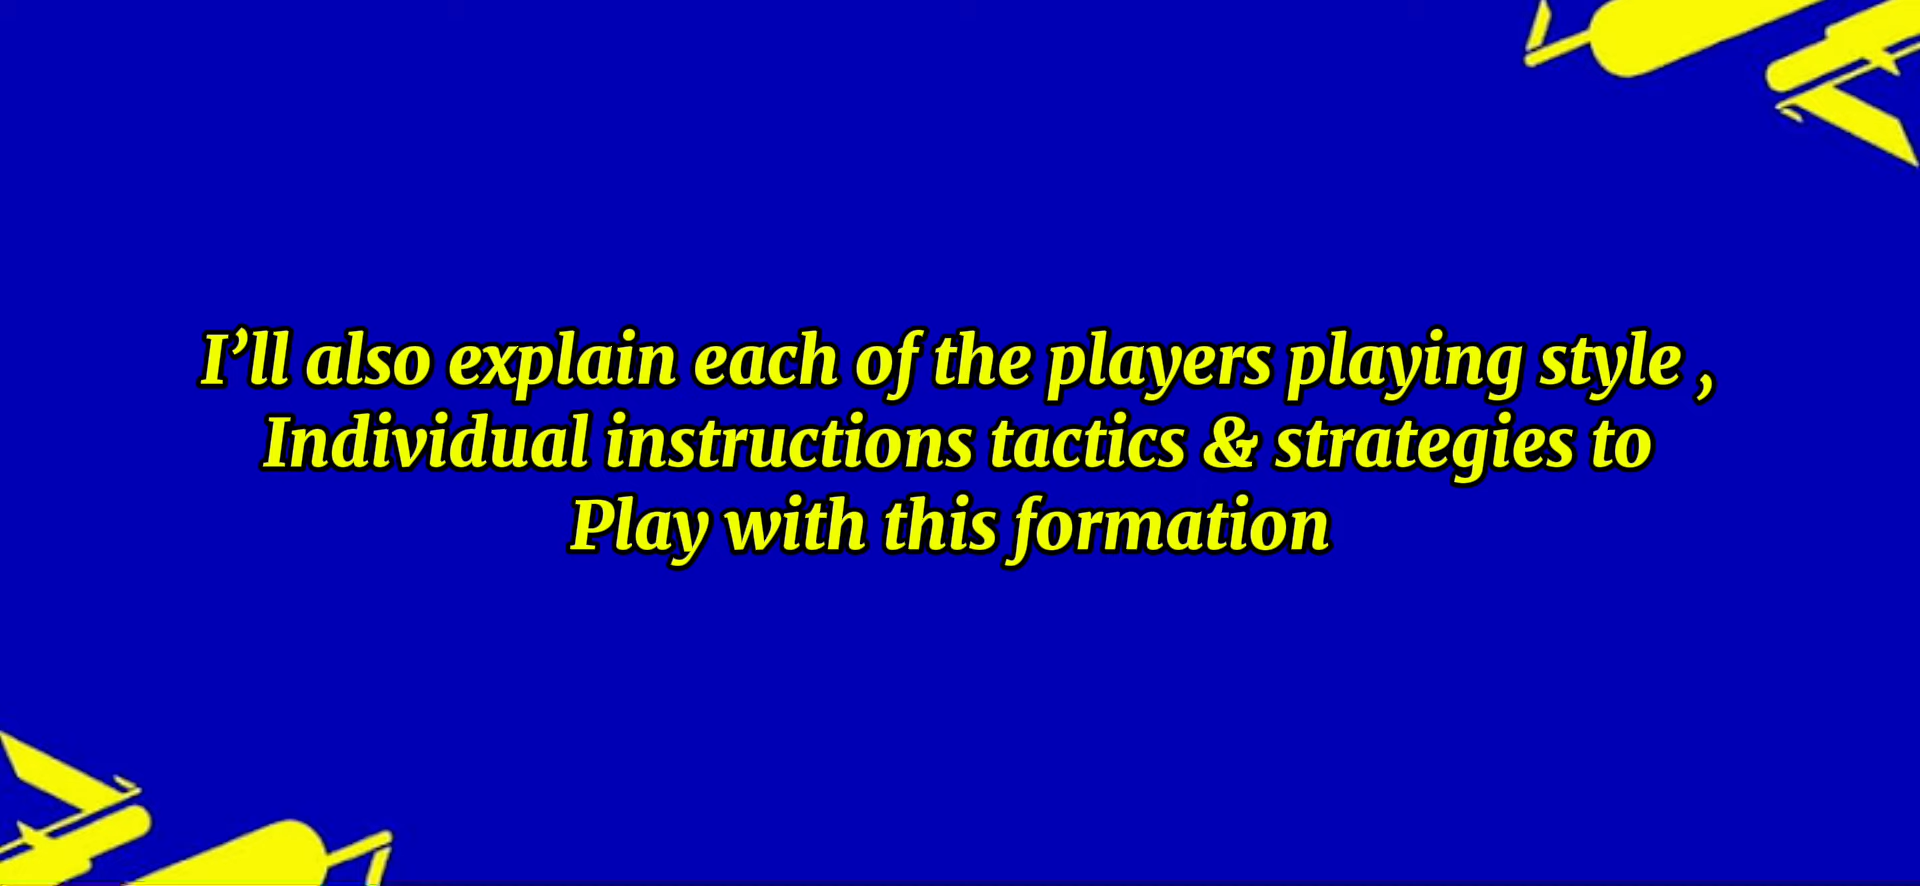 I’ll also explain each of the players playing style ,
Individual instructions tactics & strategies to
Play with this formation